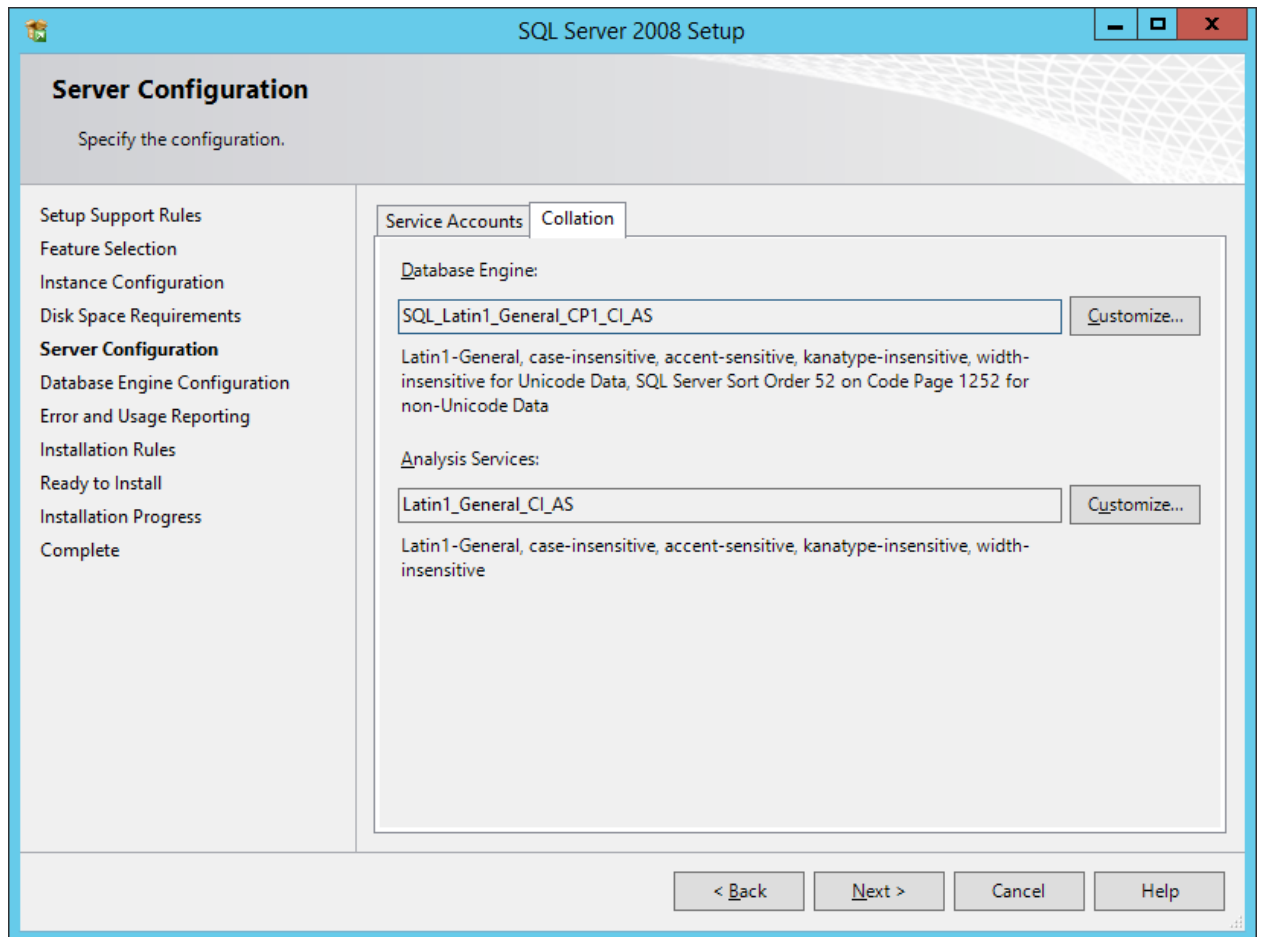 SQL Server 2008 Setup
Server Configuration
Specify the configuration.
Setup Support Rules
Feature Selection
Instance Configuration
Disk Space Requirements
Server Configuration
Database Engine Configuration
Error and Usage Reporting
Installation Rules
Ready to Install
Installation Progress
Complete
Service Accounts
Collation
Database Engine:
SQL_Latin1_General_CP1_CI_AS
Customize...
Latin1-General, case-insensitive, accent-sensitive, kanatype-insensitive, width-
insensitive for Unicode Data, SQL Server Sort Order 52 on Code Page 1252 for
non-Unicode Data
Analysis Services:
Latin1_General_CI_AS
Customize...
Latin1-General, case-insensitive, accent-sensitive, kanatype-insensitive, width-
insensitive
< Back
Next >
Cancel
Help